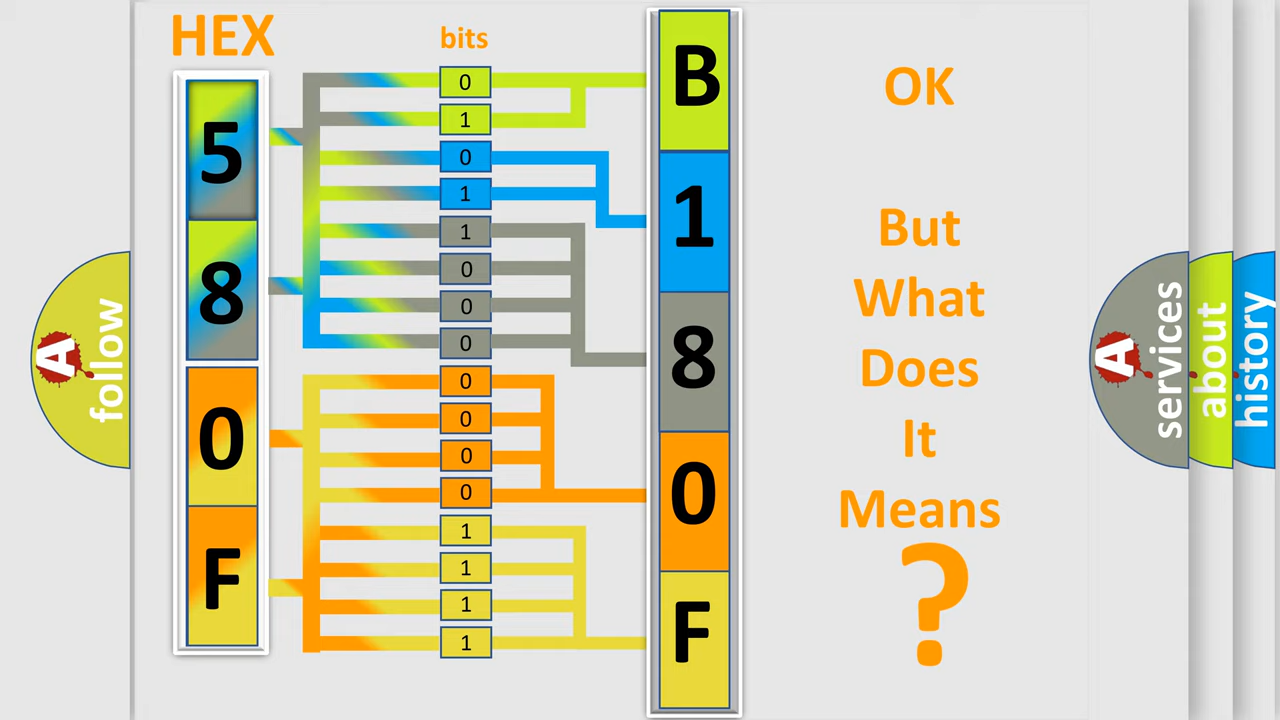 HEX
bits
5
8
0
F
0
1
0
1
1
0
0
0
0
0
0
0
1
1
1
1
B
1
8
0
F
OK
But
What
Does
It
Means
?
A
follow
A
services
about
history